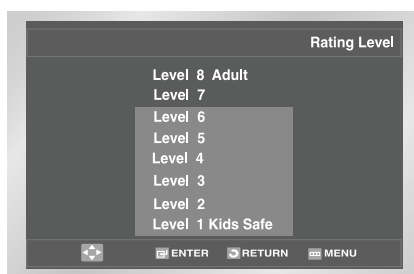 Rating Level
Level 8 Adult
Level 7
Level 6
Level 5
Level 4
Level 3
Level 2
Level 1 Kids Safe
ENTER RETURN MENU